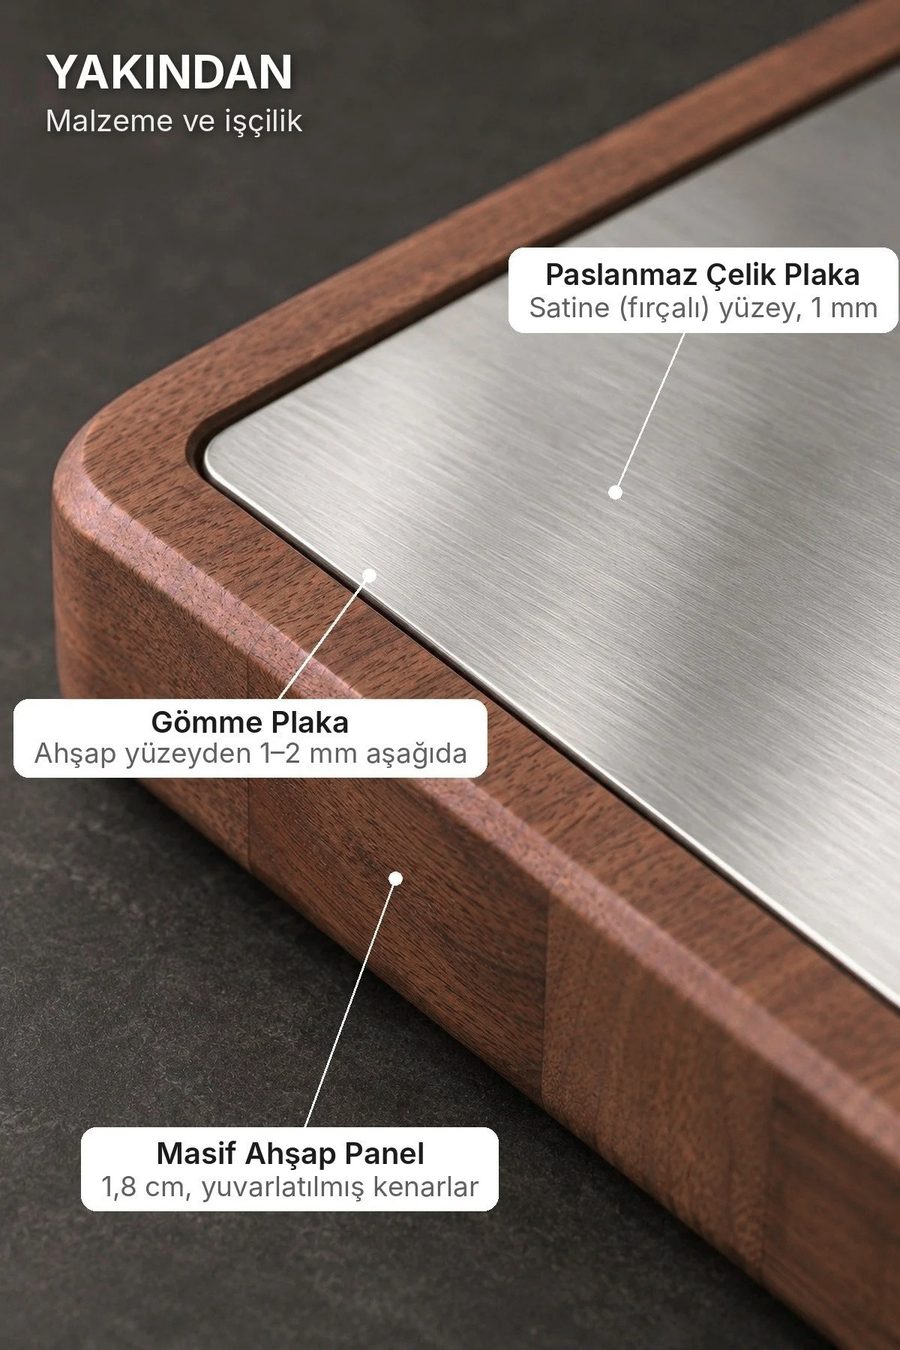 YAKINDAN
Malzeme ve işçilik
Paslanmaz Çelik Plaka
Satine (fırçalı) yüzey, 1 mm
Gömme Plaka
Ahşap yüzeyden 1–2 mm aşağıda
Masif Ahşap Panel
1,8 cm, yuvarlatılmış kenarlar